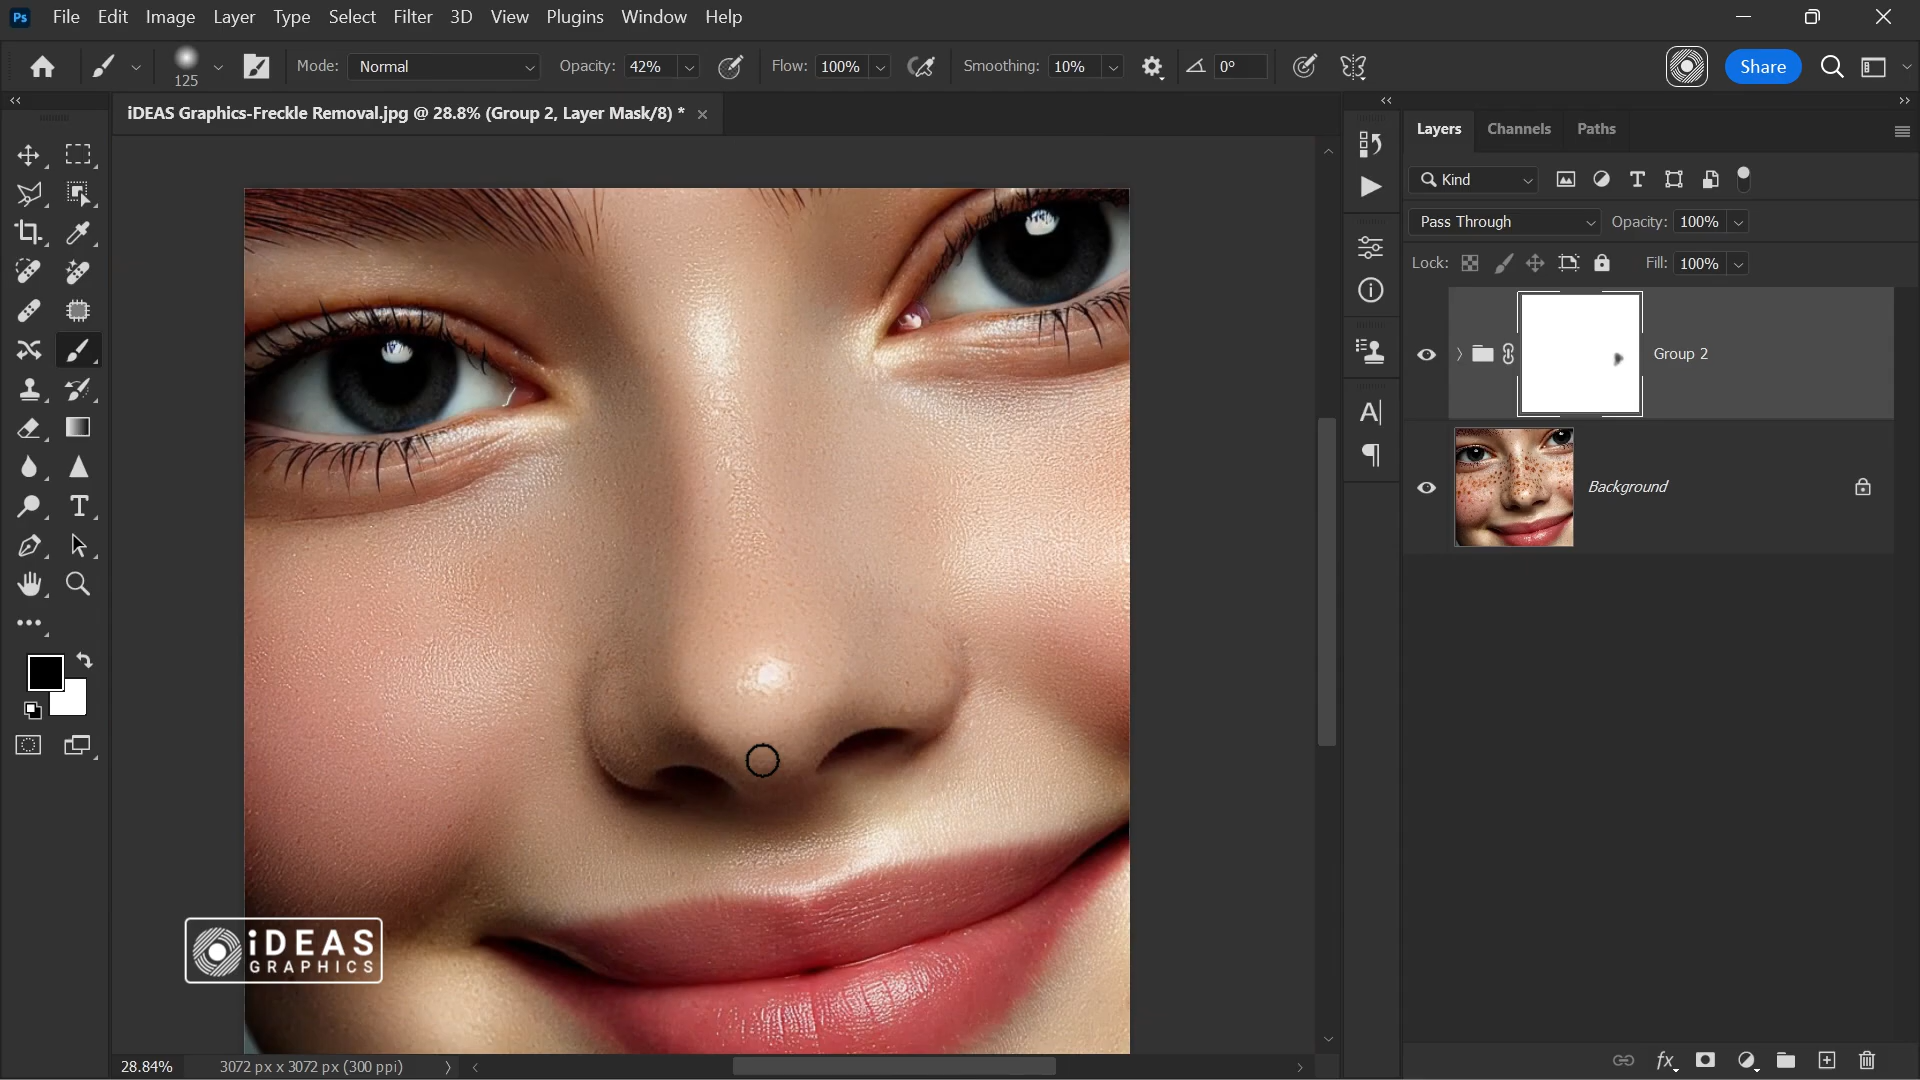 Ps File Edit Image Layer Type Select Filter 3D View Plugins Window Help
125 Mode: Normal Opacity: 42% Flow: 100% Smoothing: 10% 0° Share
iDEAS Graphics-Freckle Removal.jpg @ 28.8% (Group 2, Layer Mask/8) *
Layers Channels Paths
Kind
Pass Through Opacity: 100%
Lock: Fill: 100%
Group 2
Background
iDEAS
GRAPHICS
28.84% 3072 px x 3072 px (300 ppi)